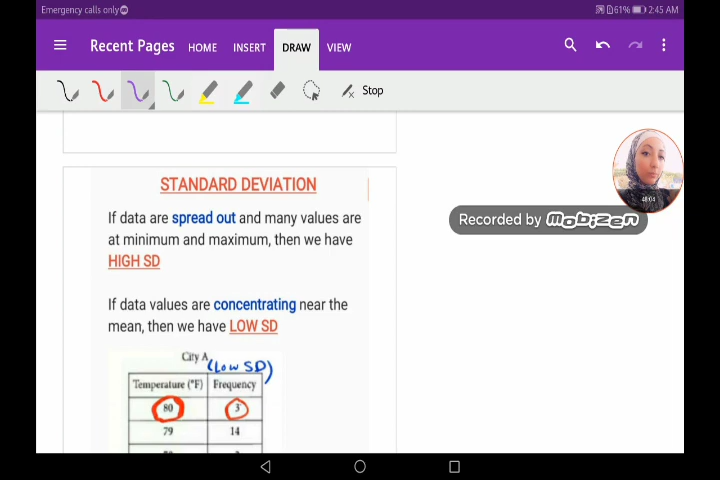 Emergency calls only 61% 2:45 AM
Recent Pages HOME INSERT DRAW VIEW
Stop
STANDARD DEVIATION
If data are spread out and many values are
at minimum and maximum, then we have
HIGH SD
If data values are concentrating near the
mean, then we have LOW SD
City A
(Low SD)
Temperature (°F) Frequency
80 3
79 14
48:04
Recorded by Mobizen